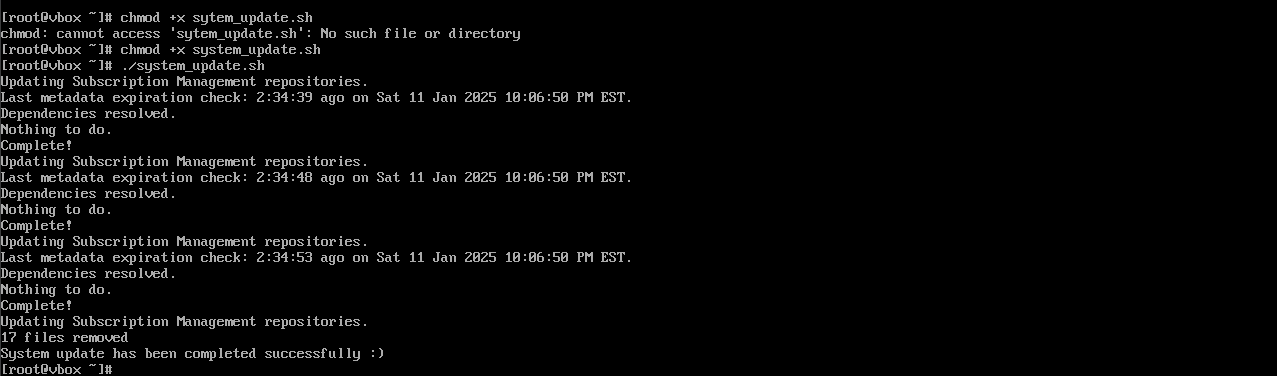 [root@vbox ~]# chmod +x sytem_update.sh
chmod: cannot access 'sytem_update.sh': No such file or directory
[root@vbox ~]# chmod +x system_update.sh
[root@vbox ~]# ./system_update.sh
Updating Subscription Management repositories.
Last metadata expiration check: 2:34:39 ago on Sat 11 Jan 2025 10:06:50 PM EST.
Dependencies resolved.
Nothing to do.
Complete!
Updating Subscription Management repositories.
Last metadata expiration check: 2:34:48 ago on Sat 11 Jan 2025 10:06:50 PM EST.
Dependencies resolved.
Nothing to do.
Complete!
Updating Subscription Management repositories.
Last metadata expiration check: 2:34:53 ago on Sat 11 Jan 2025 10:06:50 PM EST.
Dependencies resolved.
Nothing to do.
Complete!
Updating Subscription Management repositories.
17 files removed
System update has been completed successfully :)
[root@vbox ~]#